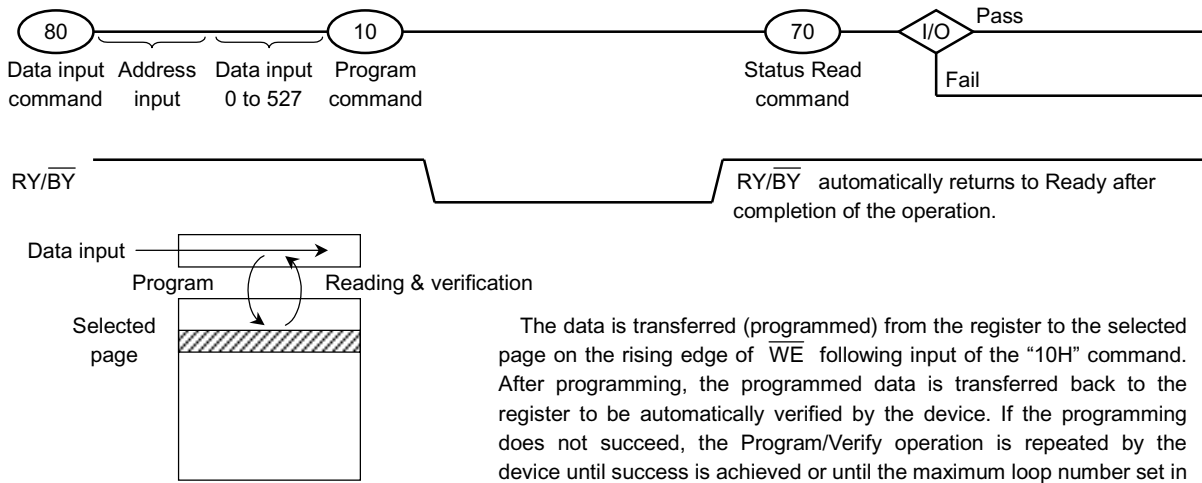 80
10
70
I/O
Pass
Data input
command
Address
input
Data input
0 to 527
Program
command
Status Read
command
Fail
RY/BY
RY/BY automatically returns to Ready after
completion of the operation.
Data input
Program
Reading & verification
Selected
page
The data is transferred (programmed) from the register to the selected
page on the rising edge of WE following input of the “10H” command.
After programming, the programmed data is transferred back to the
register to be automatically verified by the device. If the programming
does not succeed, the Program/Verify operation is repeated by the
device until success is achieved or until the maximum loop number set in